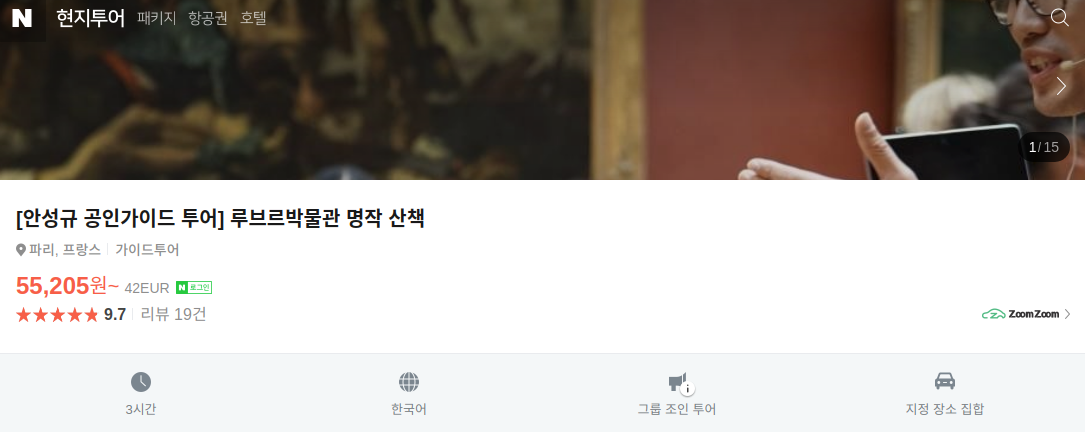 N 현지투어 패키지 항공권 호텔
1/15
[안성규 공인가이드 투어] 루브르박물관 명작 산책
파리, 프랑스 가이드투어
55,205원~ 42EUR N 로그인
★★★★★ 9.7 리뷰 19건
ZoomZoom
3시간 한국어 그룹 조인 투어 지정 장소 집합